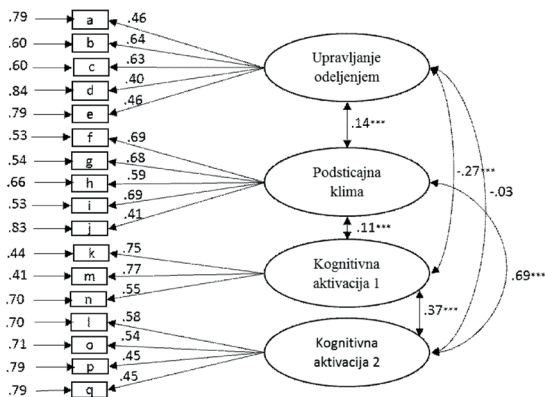 .79 a .46
.60 b .64
.60 c .63
.84 d .40
.79 e .46
Upravljanje
odeljenjem
.53 f .69
.54 g .68
.66 h .59
.53 i .69
.83 j .41
.14***
Podsticajna
klima
.11***
.44 k .75
.41 m .77
.70 n .55
Kognitivna
aktivacija 1
.37***
.70 l .58
.71 o .54
.79 p .45
.79 q .45
Kognitivna
aktivacija 2
-.27***
-.03
.69***